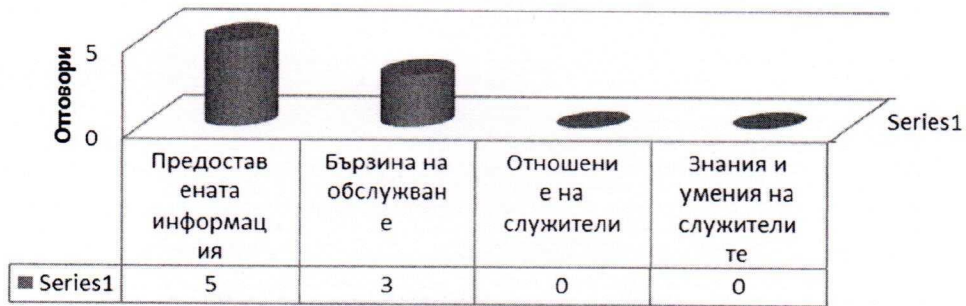 Отговори
5
0
Series1
Предостав
ената
информац
ия
Бързина на
обслужван
е
Отношени
е на
служители
Знания и
умения на
служители
те
Series1 5 3 0 0